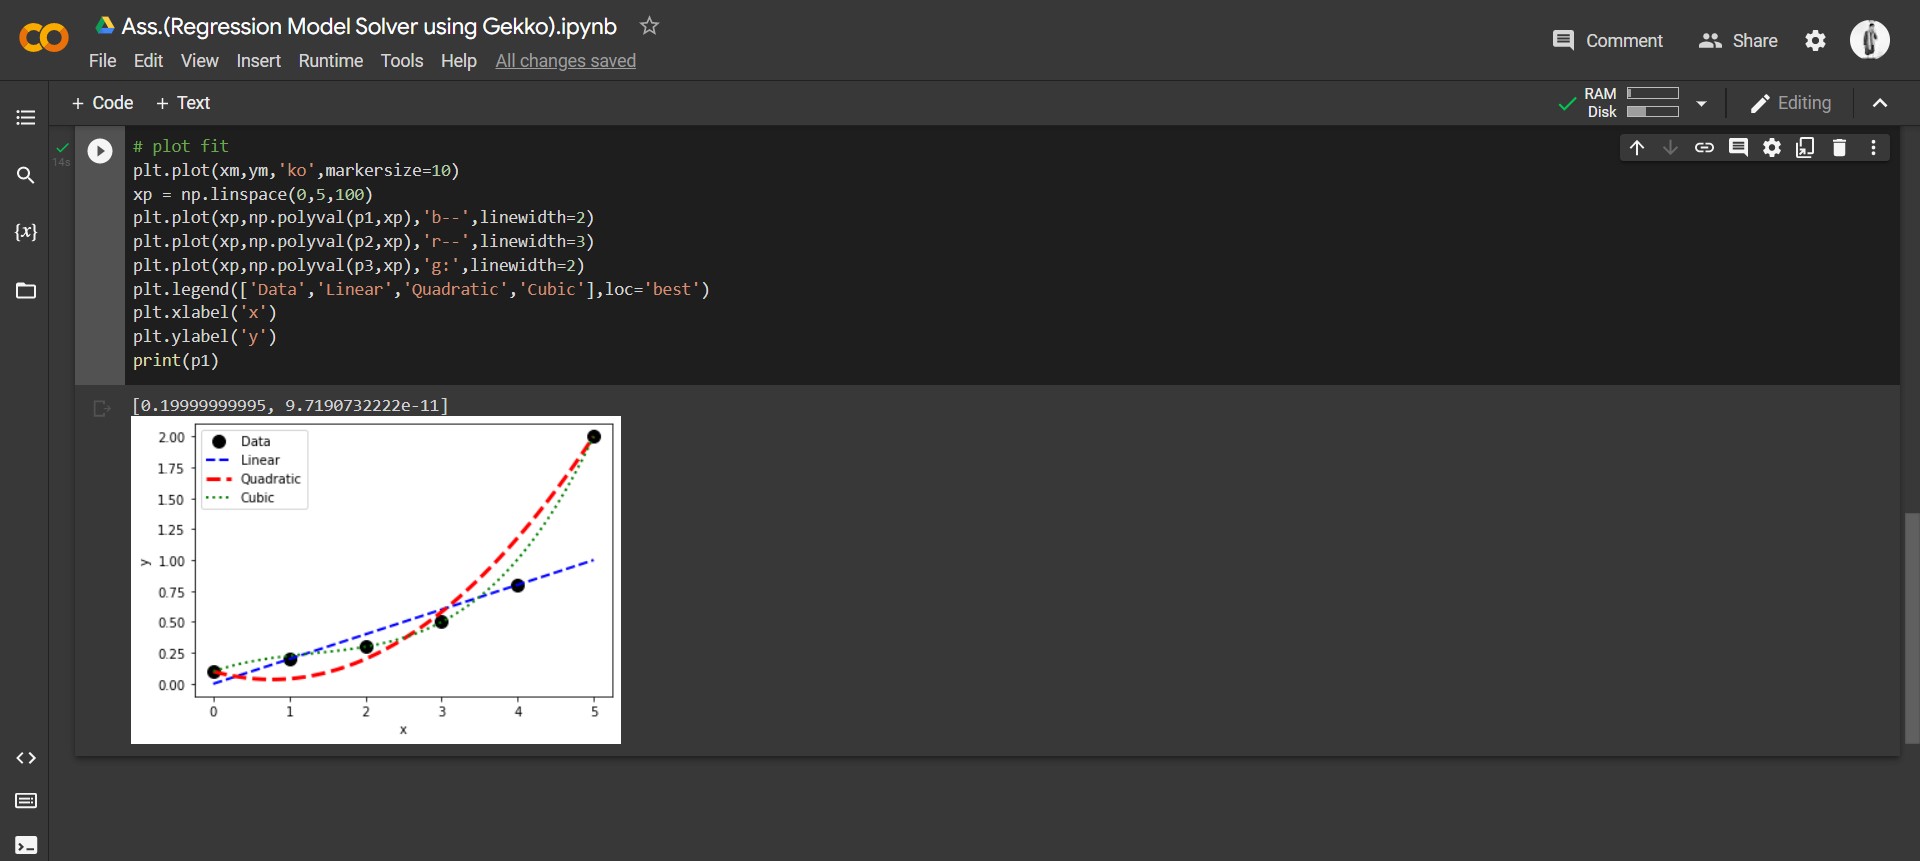 Ass.(Regression Model Solver using Gekko).ipynb
File Edit View Insert Runtime Tools Help All changes saved
Comment Share
+ Code + Text
RAM
Disk
Editing
14s
# plot fit
plt.plot(xm,ym,'ko',markersize=10)
xp = np.linspace(0,5,100)
plt.plot(xp,np.polyval(p1,xp),'b--',linewidth=2)
plt.plot(xp,np.polyval(p2,xp),'r--',linewidth=3)
plt.plot(xp,np.polyval(p3,xp),'g:',linewidth=2)
plt.legend(['Data','Linear','Quadratic','Cubic'],loc='best')
plt.xlabel('x')
plt.ylabel('y')
print(p1)
{x}
[0.19999999995, 9.7190732222e-11]
Data
Linear
Quadratic
Cubic
2.00
1.75
1.50
1.25
1.00
0.75
0.50
0.25
0.00
y
0 1 2 3 4 5
x